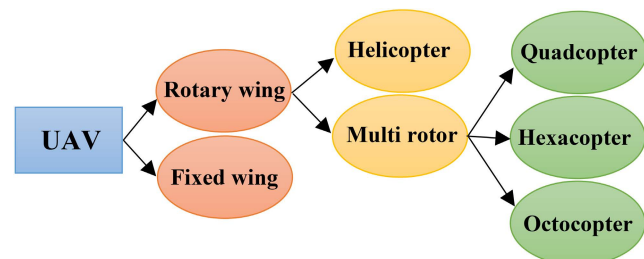 UAV
Rotary wing
Fixed wing
Helicopter
Multi rotor
Quadcopter
Hexacopter
Octocopter